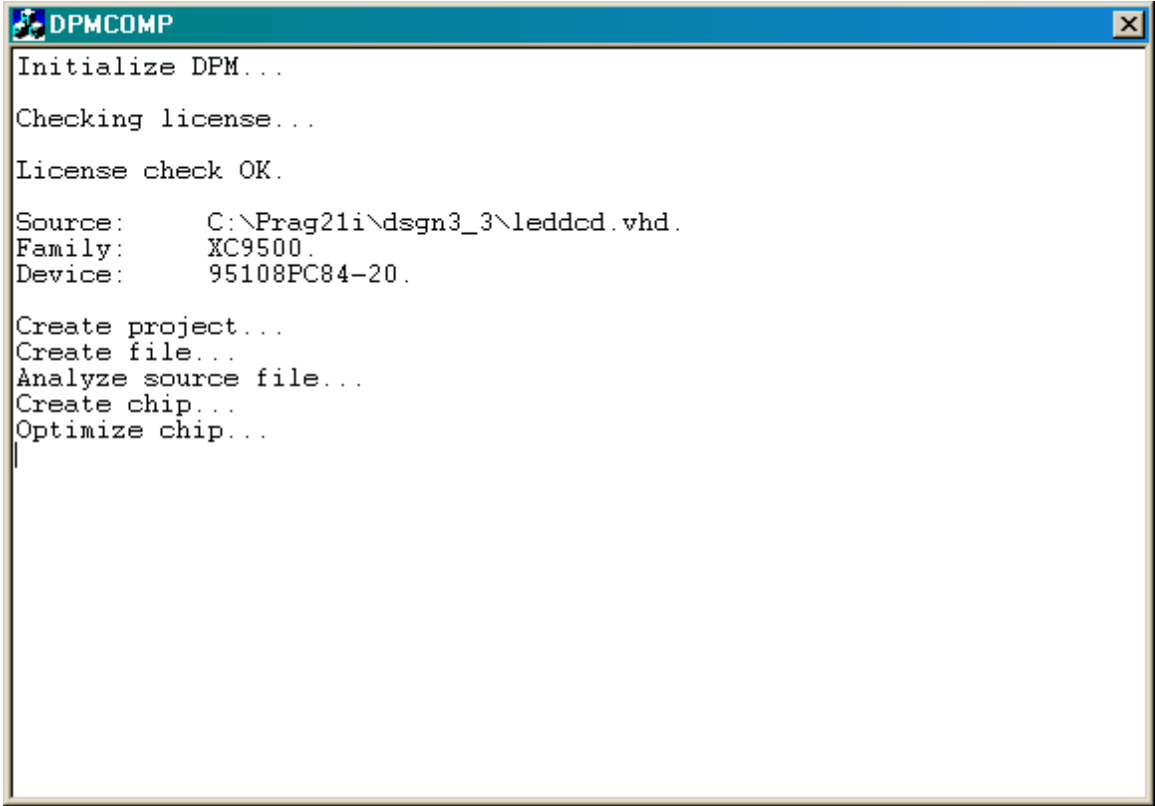 DPMCOMP
Initialize DPM...
Checking license...
License check OK.
Source: C:\Prag21i\dsgn3_3\leddcd.vhd.
Family: XC9500.
Device: 95108PC84-20.
Create project...
Create file...
Analyze source file...
Create chip...
Optimize chip...